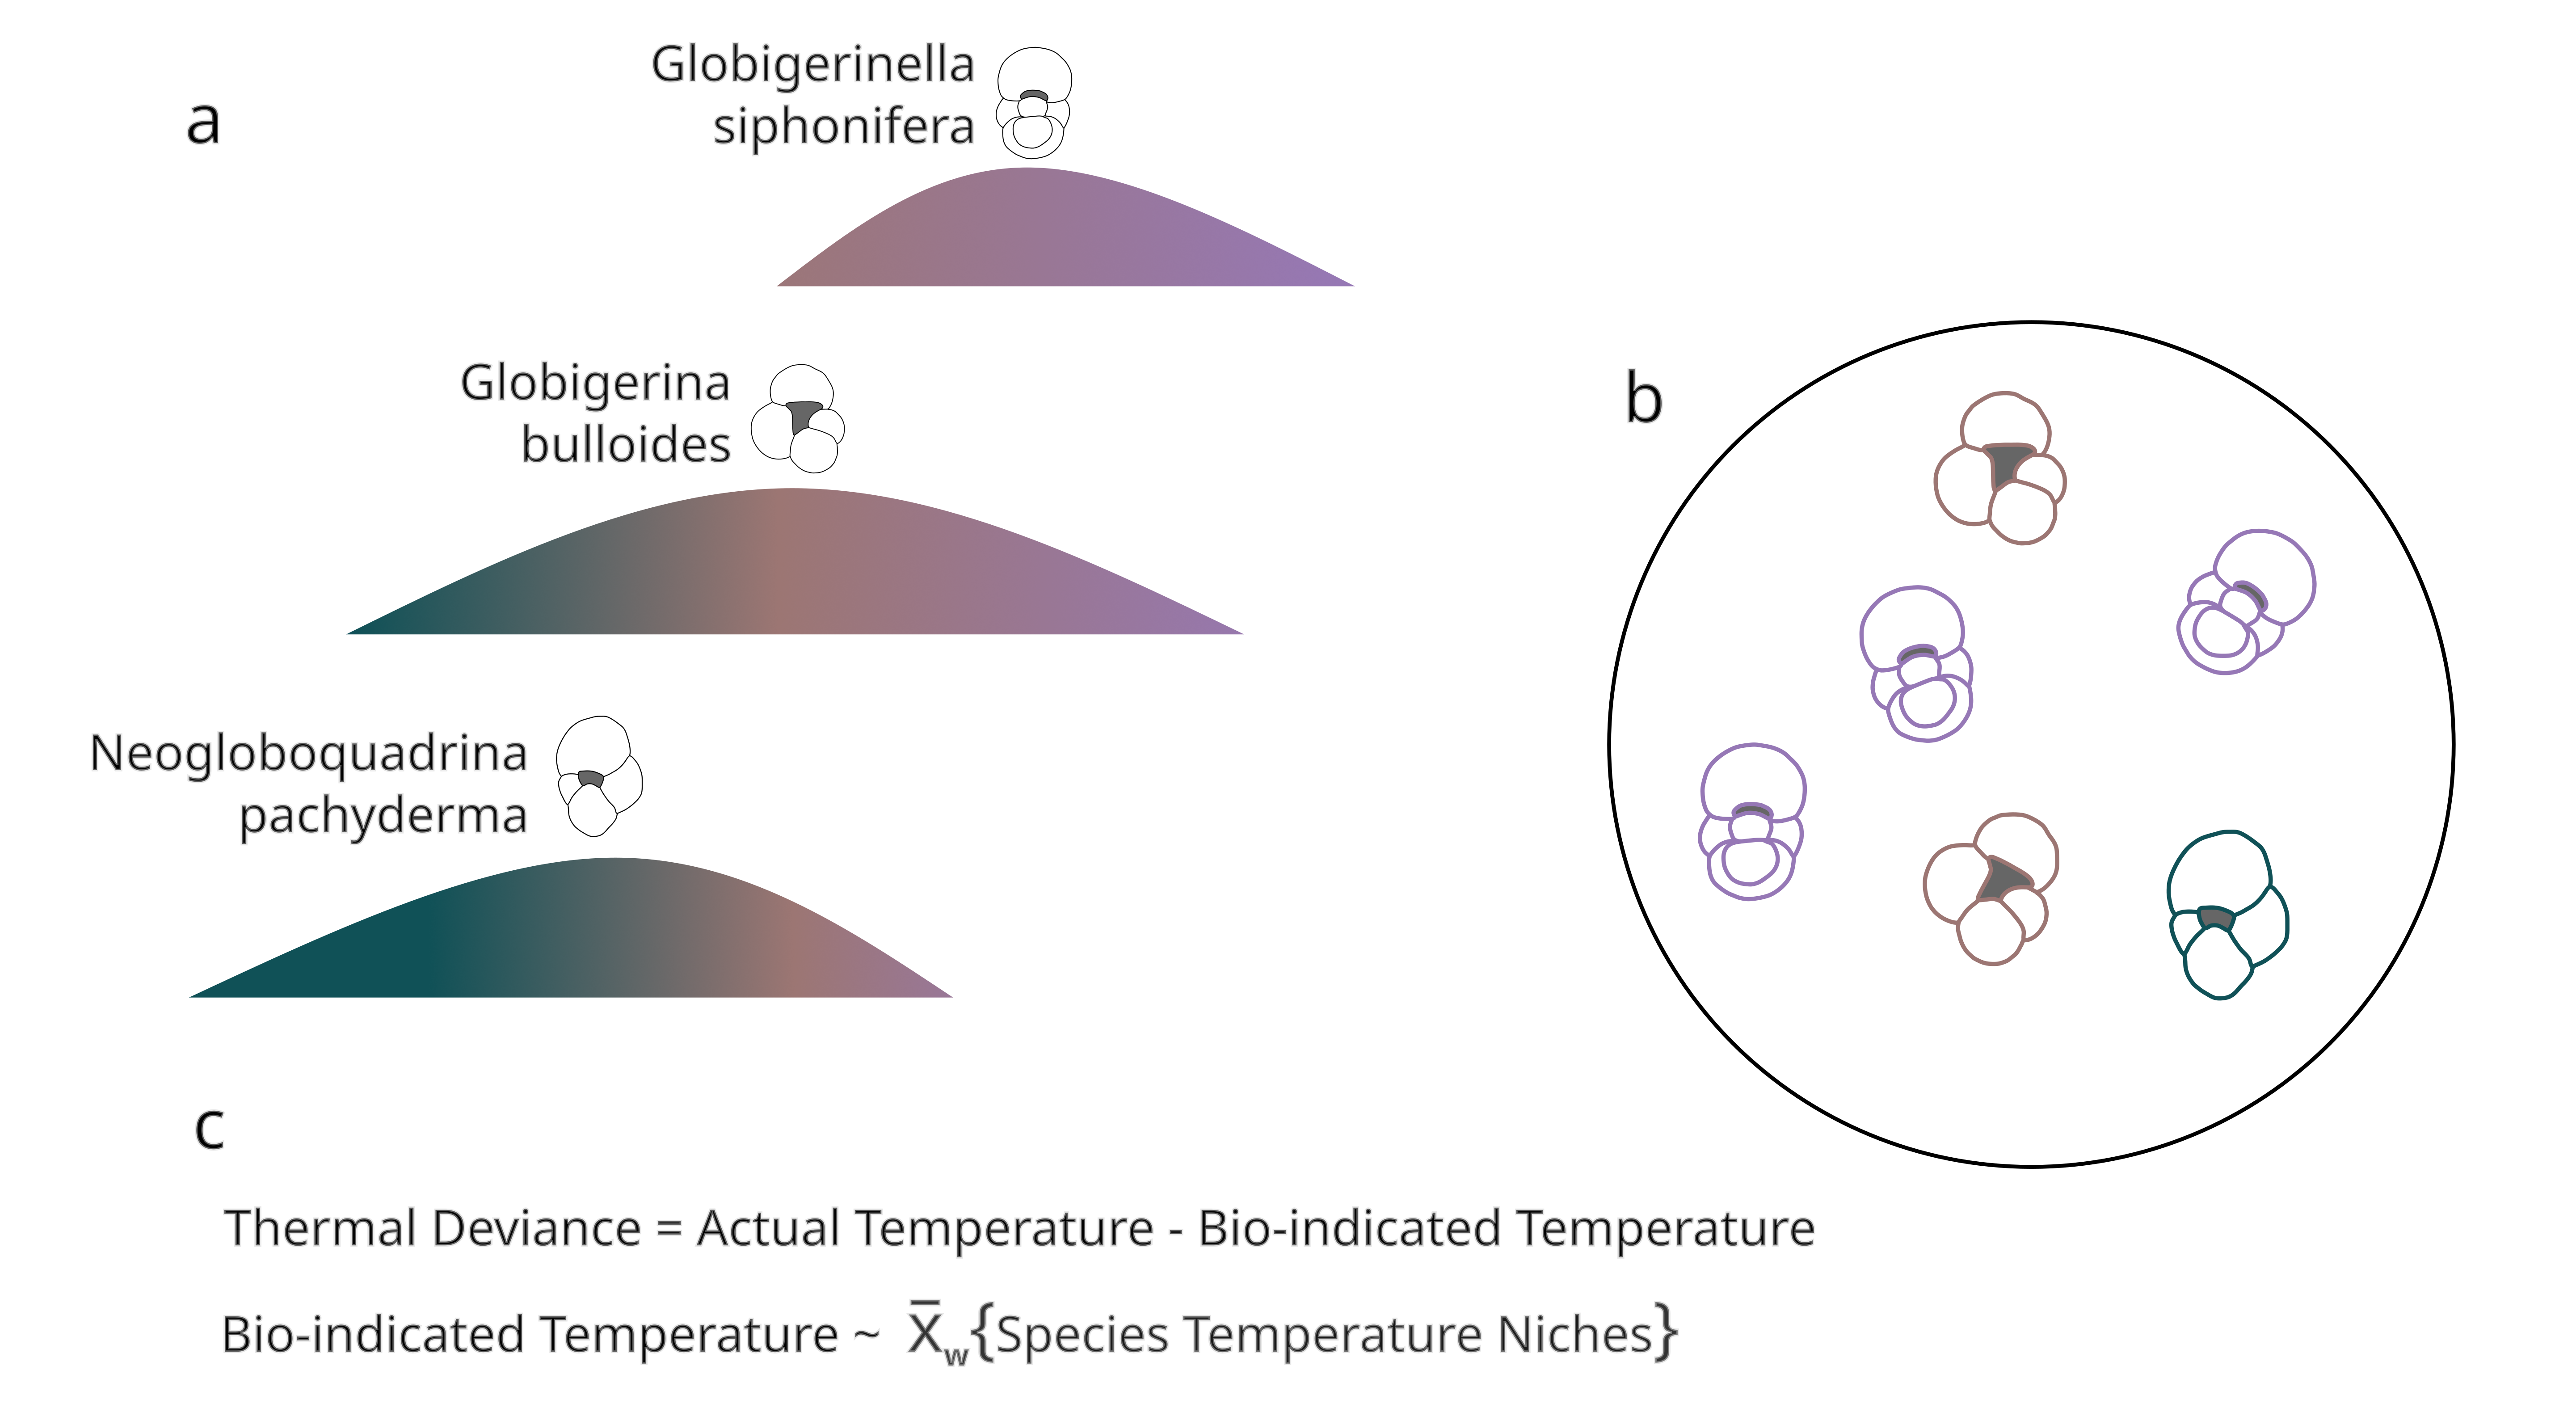 a
Globigerinella
siphonifera
Globigerina
bulloides
b
Neogloboquadrina
pachyderma
c
Thermal Deviance = Actual Temperature - Bio-indicated Temperature
Bio-indicated Temperature ~ x̄w{Species Temperature Niches}